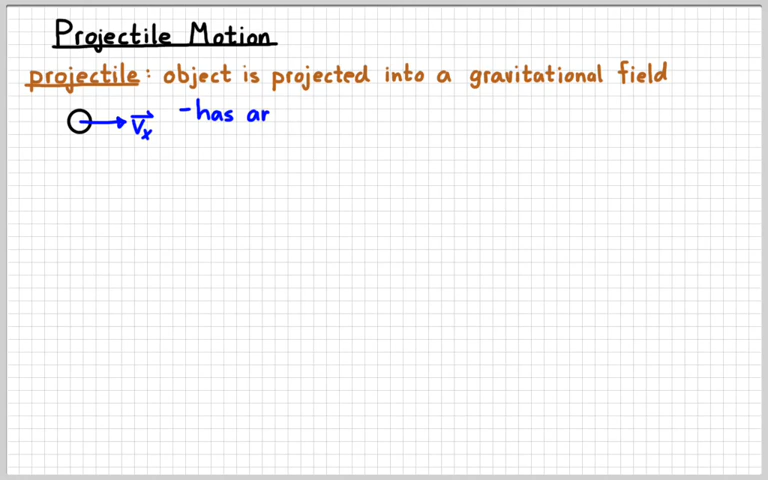 Projectile Motion
projectile: object is projected into a gravitational field
Vx -has ar